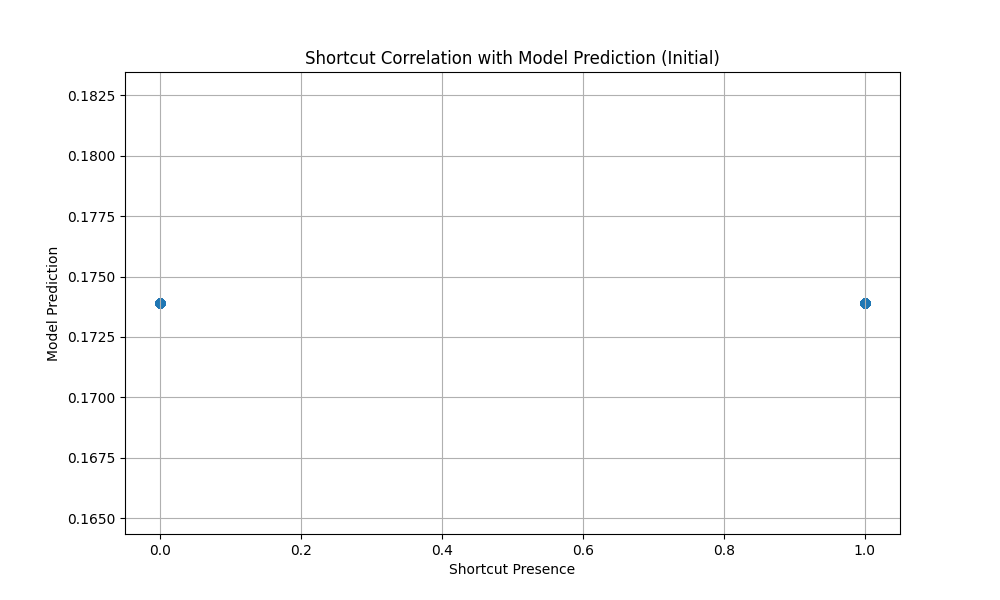 Shortcut Correlation with Model Prediction (Initial)
0.1825
0.1800
0.1775
0.1750
0.1725
0.1700
0.1675
0.1650
Model Prediction
0.0 0.2 0.4 0.6 0.8 1.0
Shortcut Presence